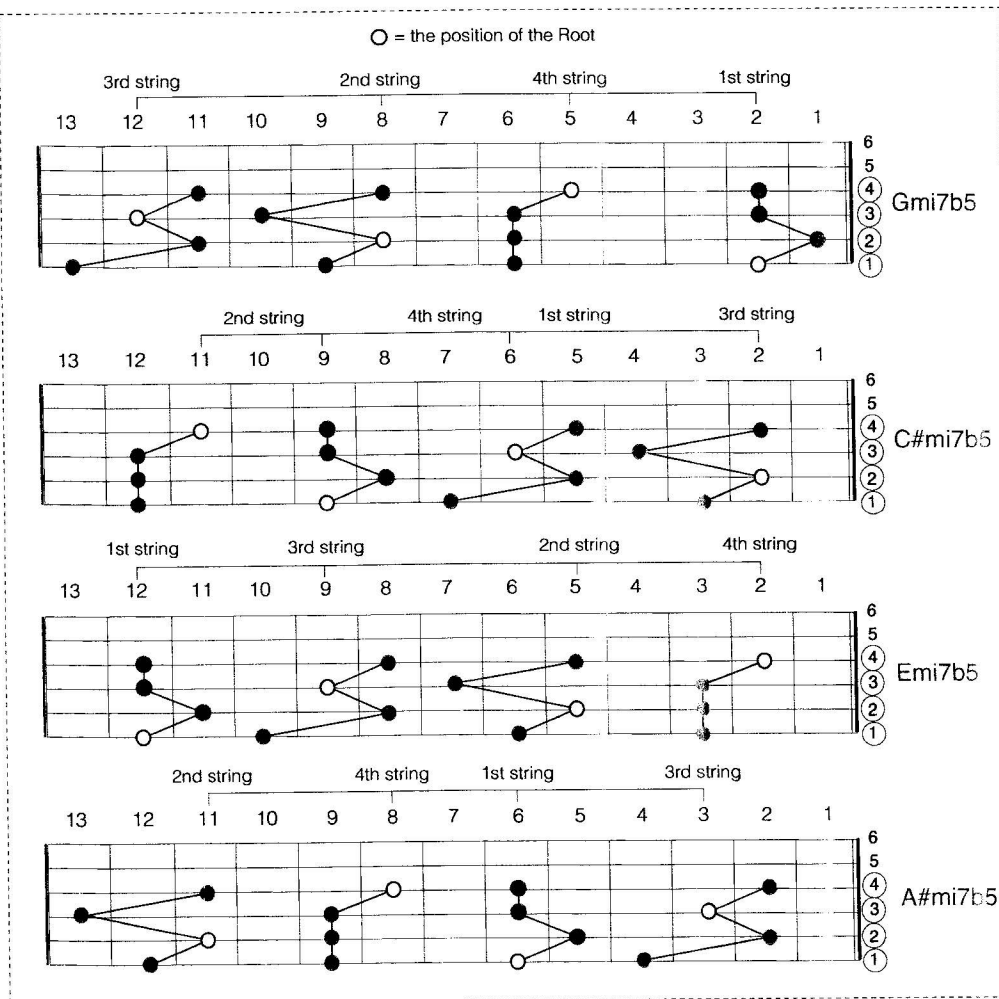 O = the position of the Root
3rd string 2nd string 4th string 1st string
13 12 11 10 9 8 7 6 5 4 3 2 1
6
5
4
3 Gmi7b5
2
1
2nd string 4th string 1st string 3rd string
13 12 11 10 9 8 7 6 5 4 3 2 1
6
5
4
3 C#mi7b5
2
1
1st string 3rd string 2nd string 4th string
13 12 11 10 9 8 7 6 5 4 3 2 1
6
5
4
3 Emi7b5
2
1
2nd string 4th string 1st string 3rd string
13 12 11 10 9 8 7 6 5 4 3 2 1
6
5
4
3 A#mi7b5
2
1